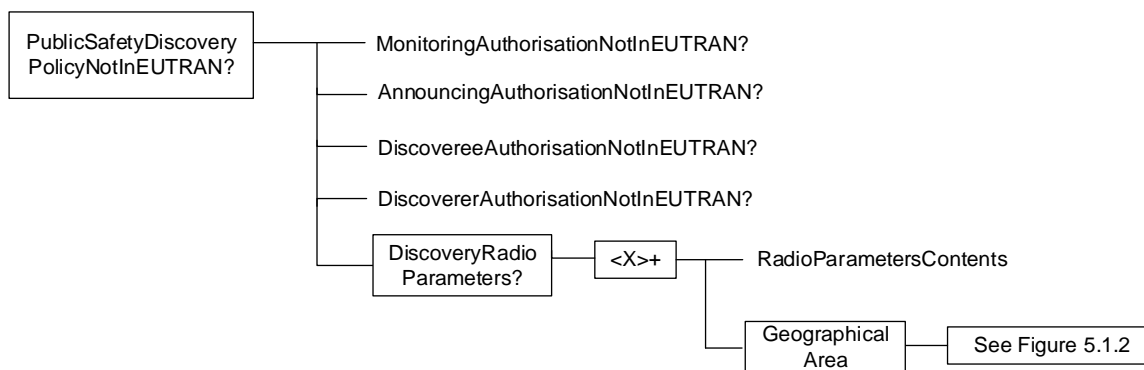 PublicSafetyDiscovery
PolicyNotInEUTRAN?
MonitoringAuthorisationNotInEUTRAN?
AnnouncingAuthorisationNotInEUTRAN?
DiscovereeAuthorisationNotInEUTRAN?
DiscovererAuthorisationNotInEUTRAN?
DiscoveryRadio
Parameters?
<X>+
RadioParametersContents
Geographical
Area
See Figure 5.1.2